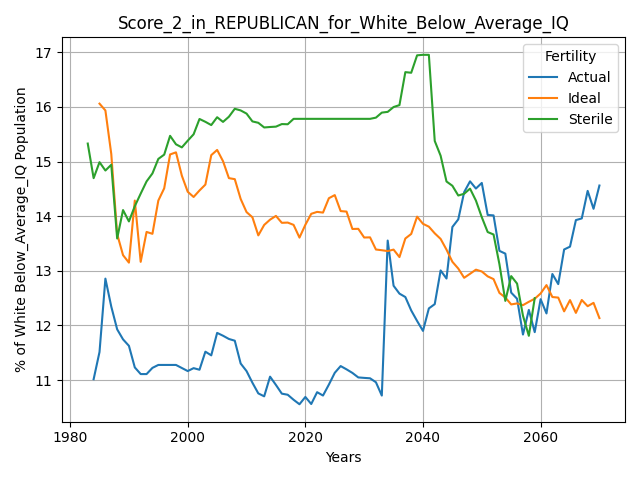 Score_2_in_REPUBLICAN_for_White_Below_Average_IQ
% of White Below_Average_IQ Population
17
16
15
14
13
12
11
Fertility
Actual
Ideal
Sterile
1980 2000 2020 2040 2060
Years